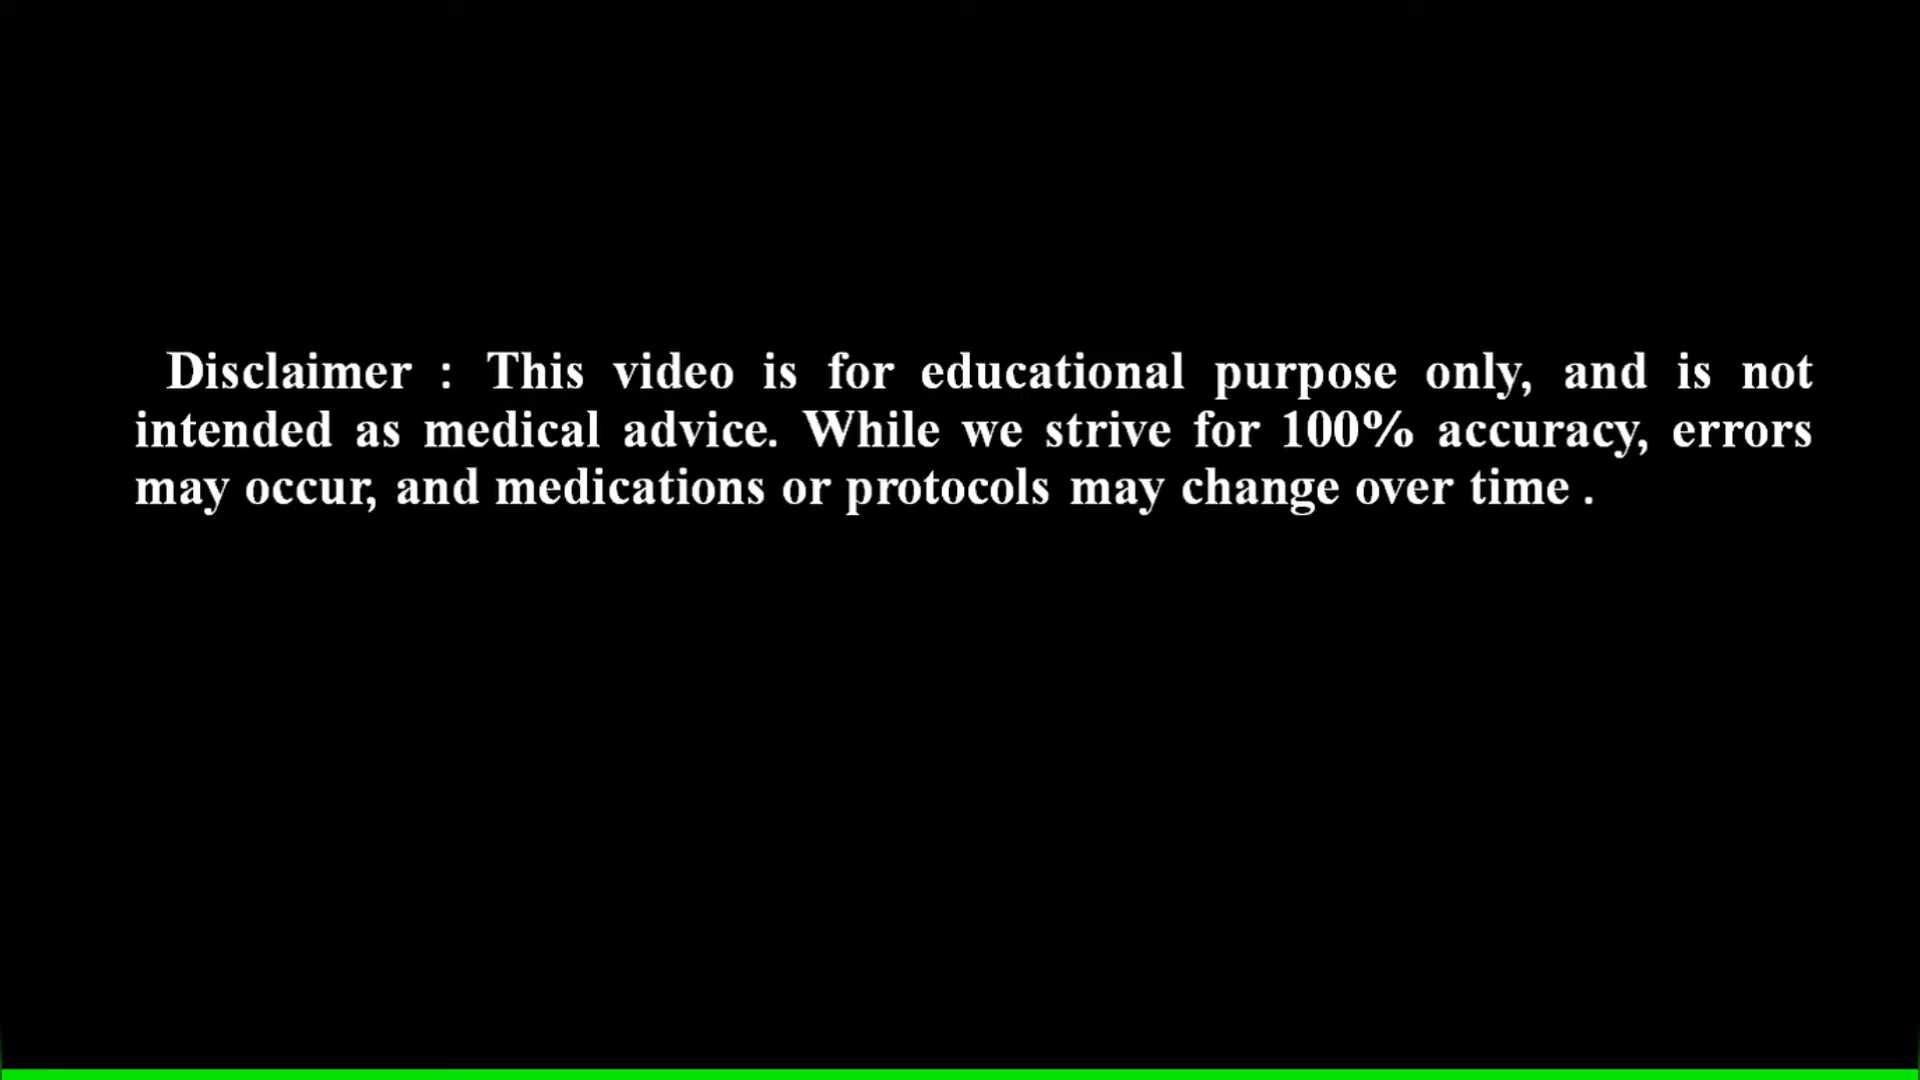 Disclaimer : This video is for educational purpose only, and is not
intended as medical advice. While we strive for 100% accuracy, errors
may occur, and medications or protocols may change over time .